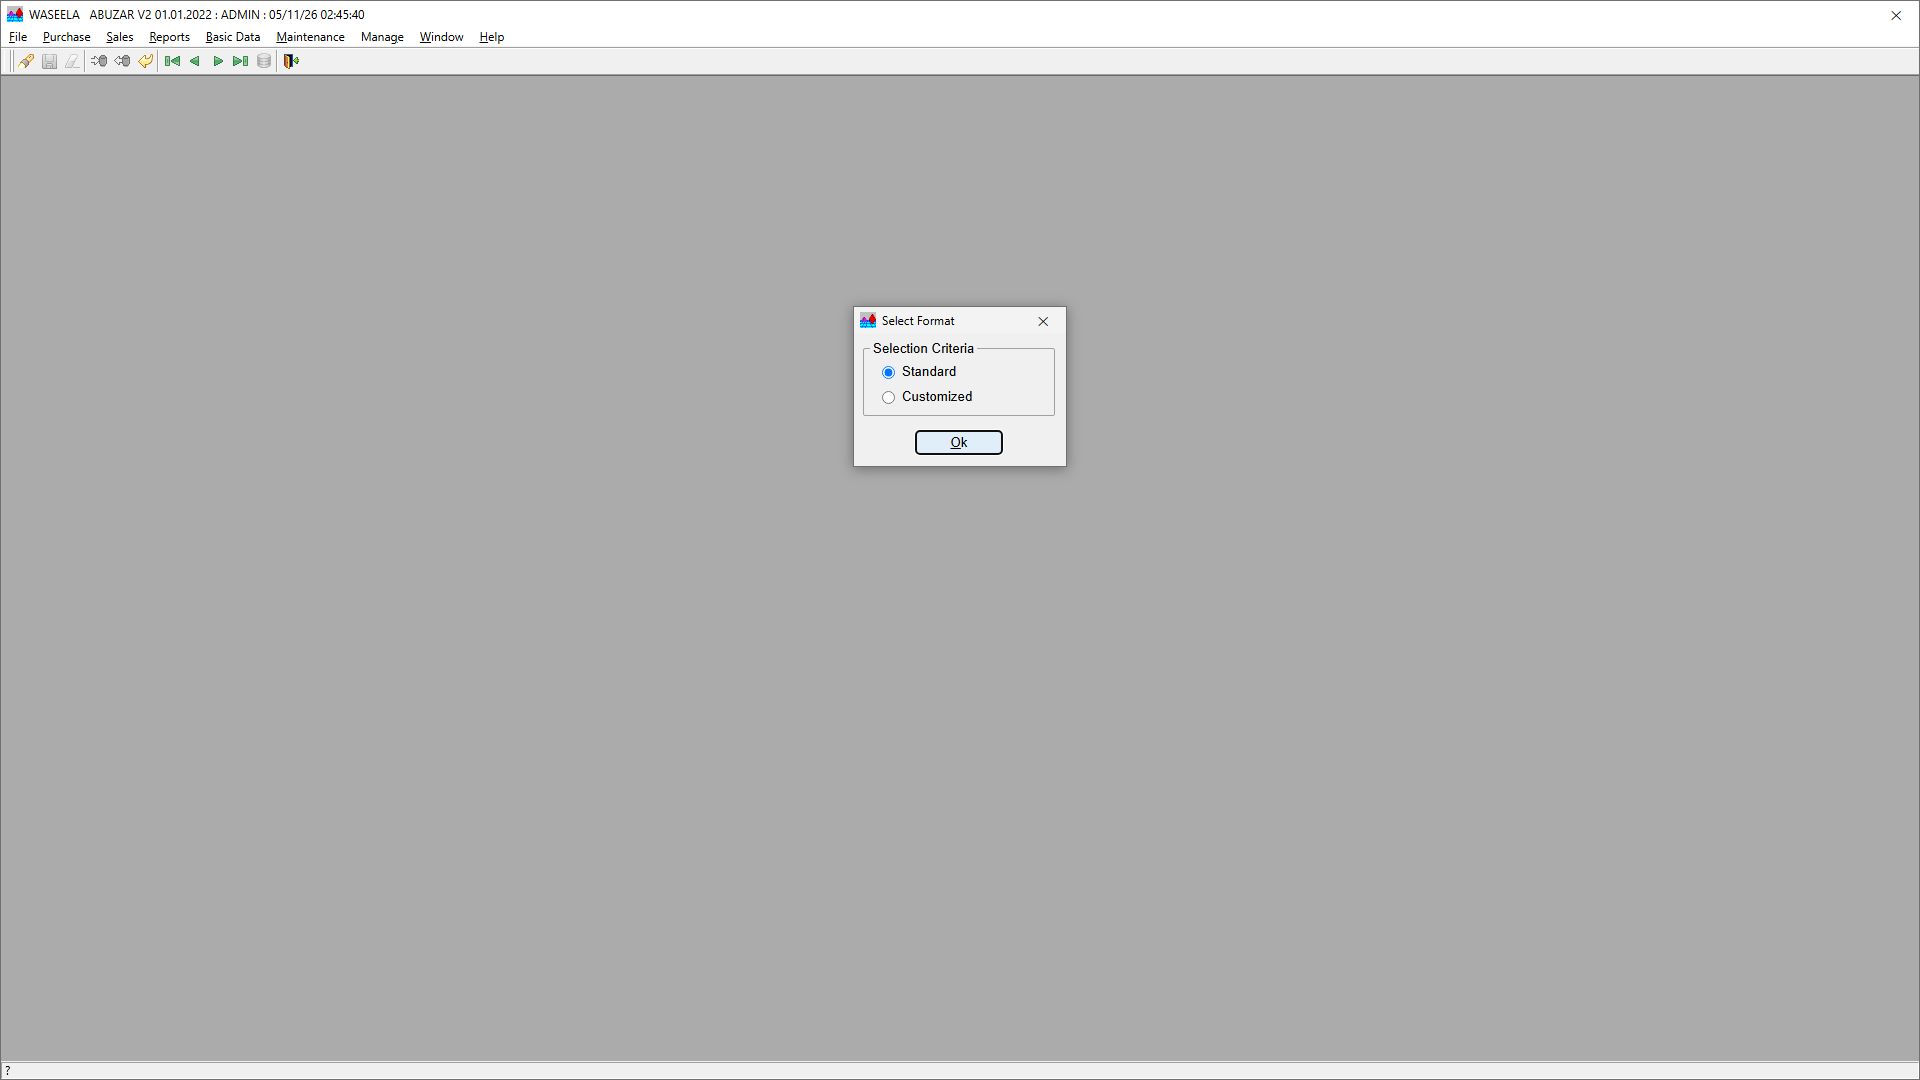 WASEELA   ABUZAR V2 01.01.2022 : ADMIN : 05/11/26 02:45:40
File Purchase Sales Reports Basic Data Maintenance Manage Window Help
Select Format
Selection Criteria
Standard
Customized
Ok
?